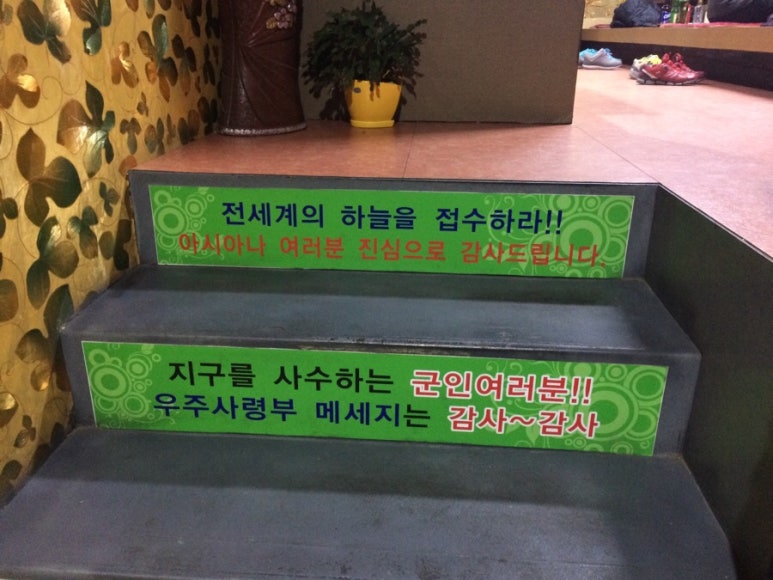 전세계의 하늘을 접수하라!!
아시아나 여러분 진심으로 감사드립니다.
지구를 사수하는 군인여러분!!
우주사령부 메세지는 감사~감사